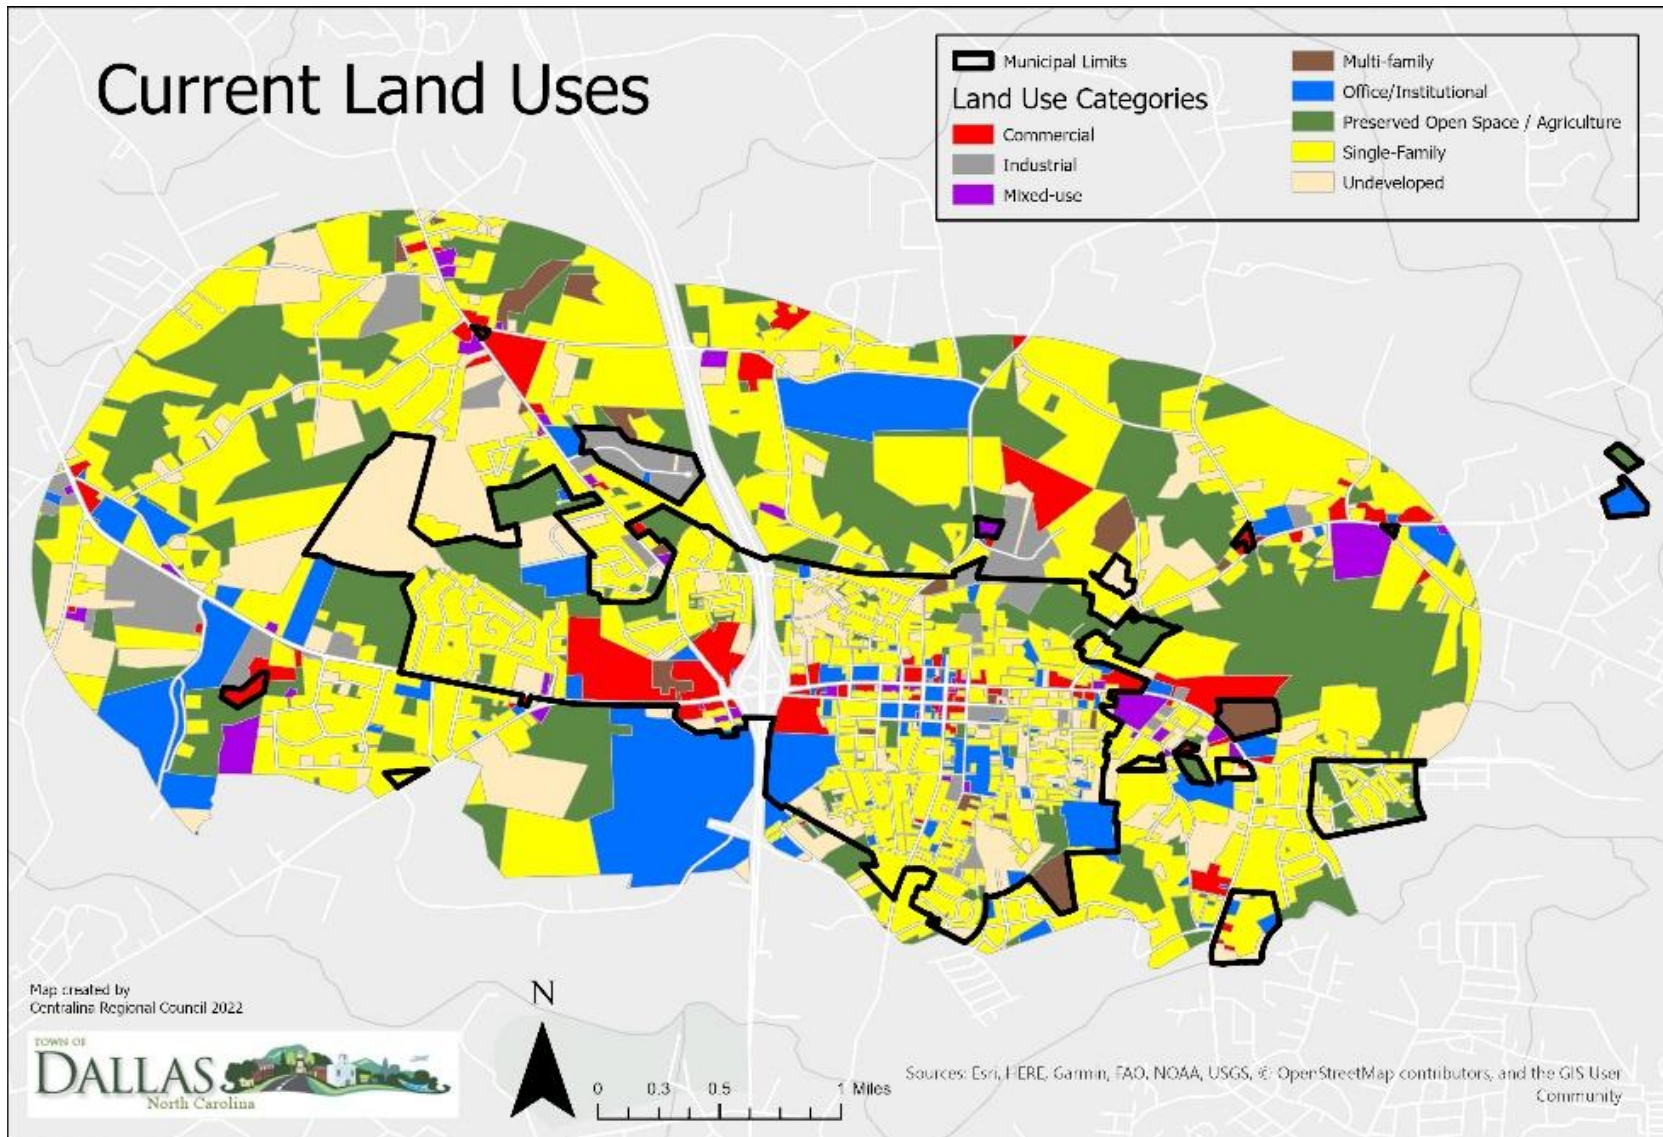 Current Land Uses
Municipal Limits
Land Use Categories
Commercial
Industrial
Mixed-use
Multi-family
Office/Institutional
Preserved Open Space / Agriculture
Single-Family
Undeveloped
Map created by
Centralina Regional Council 2022
TOWN OF
DALLAS
North Carolina
N
0 0.3 0.5 1 Miles
Sources: Esri, HERE, Garmin, FAO, NOAA, USGS, © OpenStreetMap contributors, and the GIS User
Community